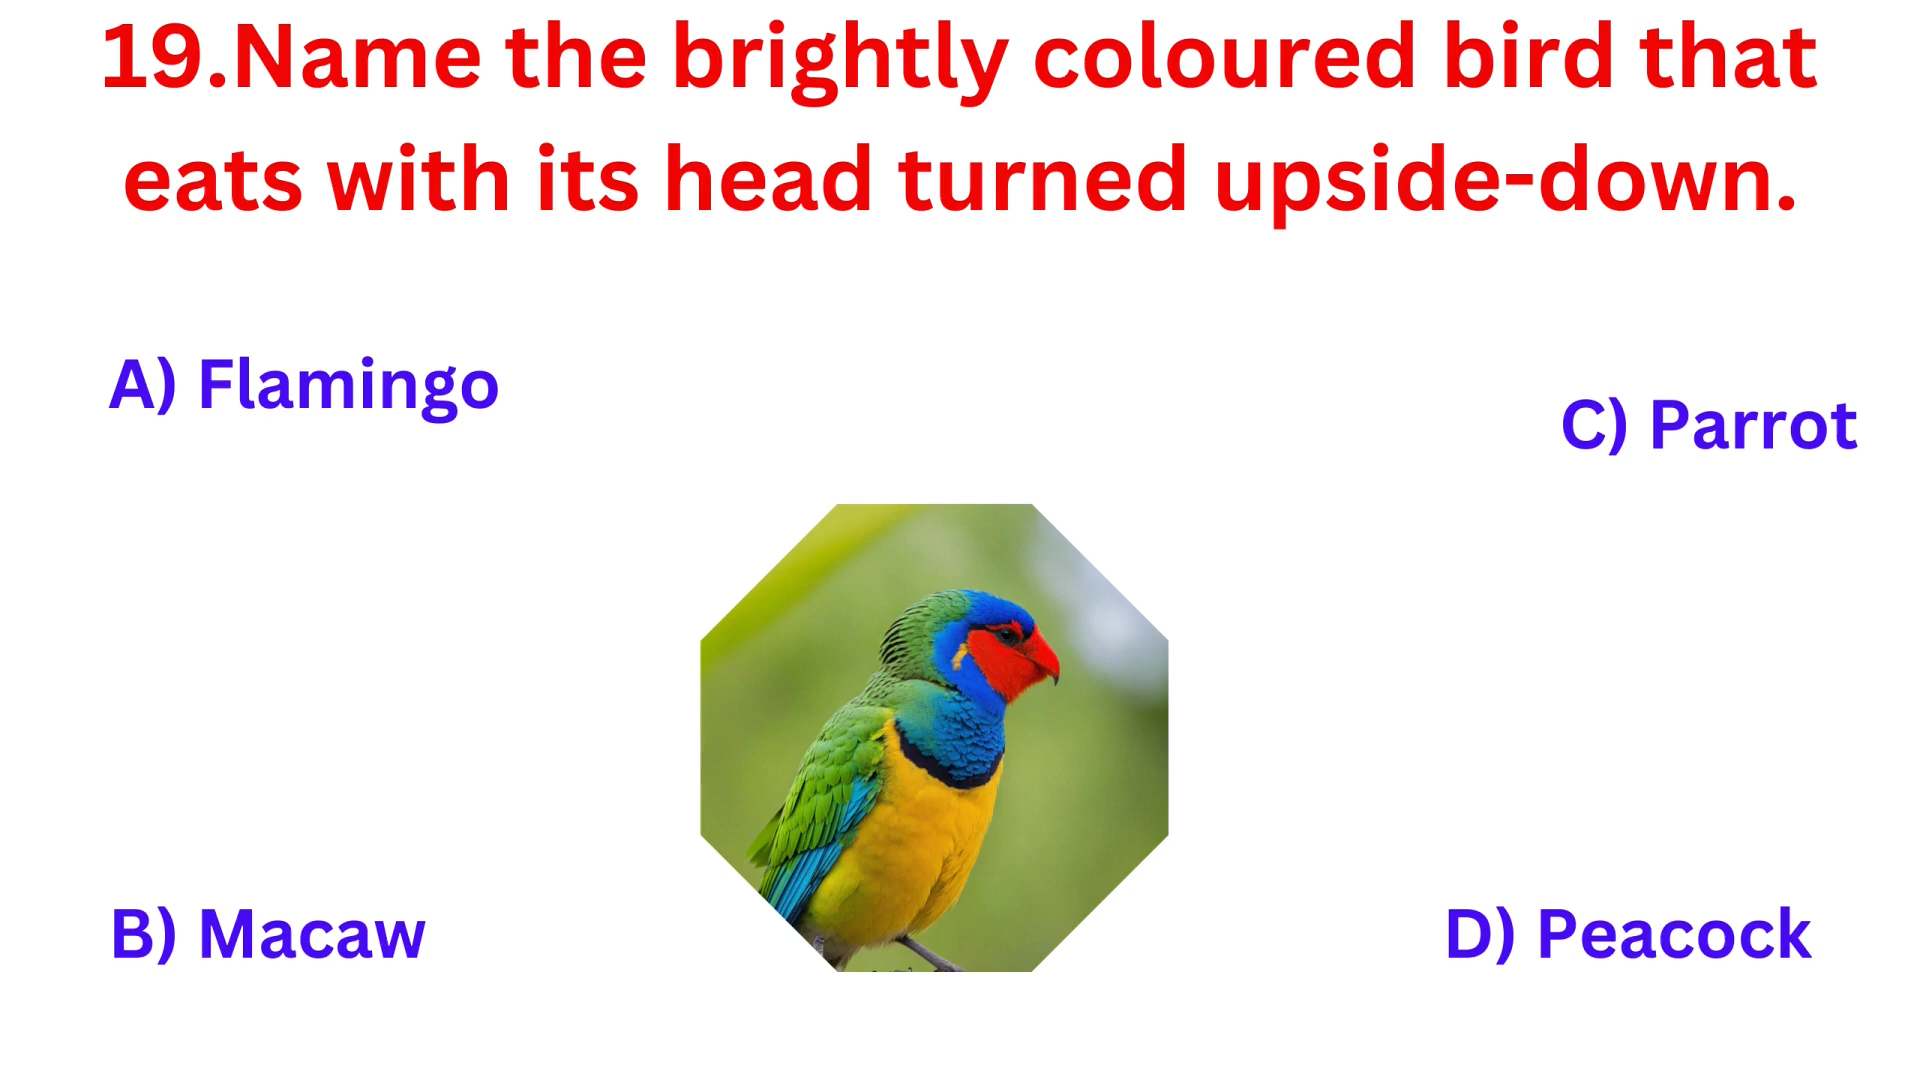 19.Name the brightly coloured bird that
eats with its head turned upside-down.
A) Flamingo
C) Parrot
B) Macaw
D) Peacock